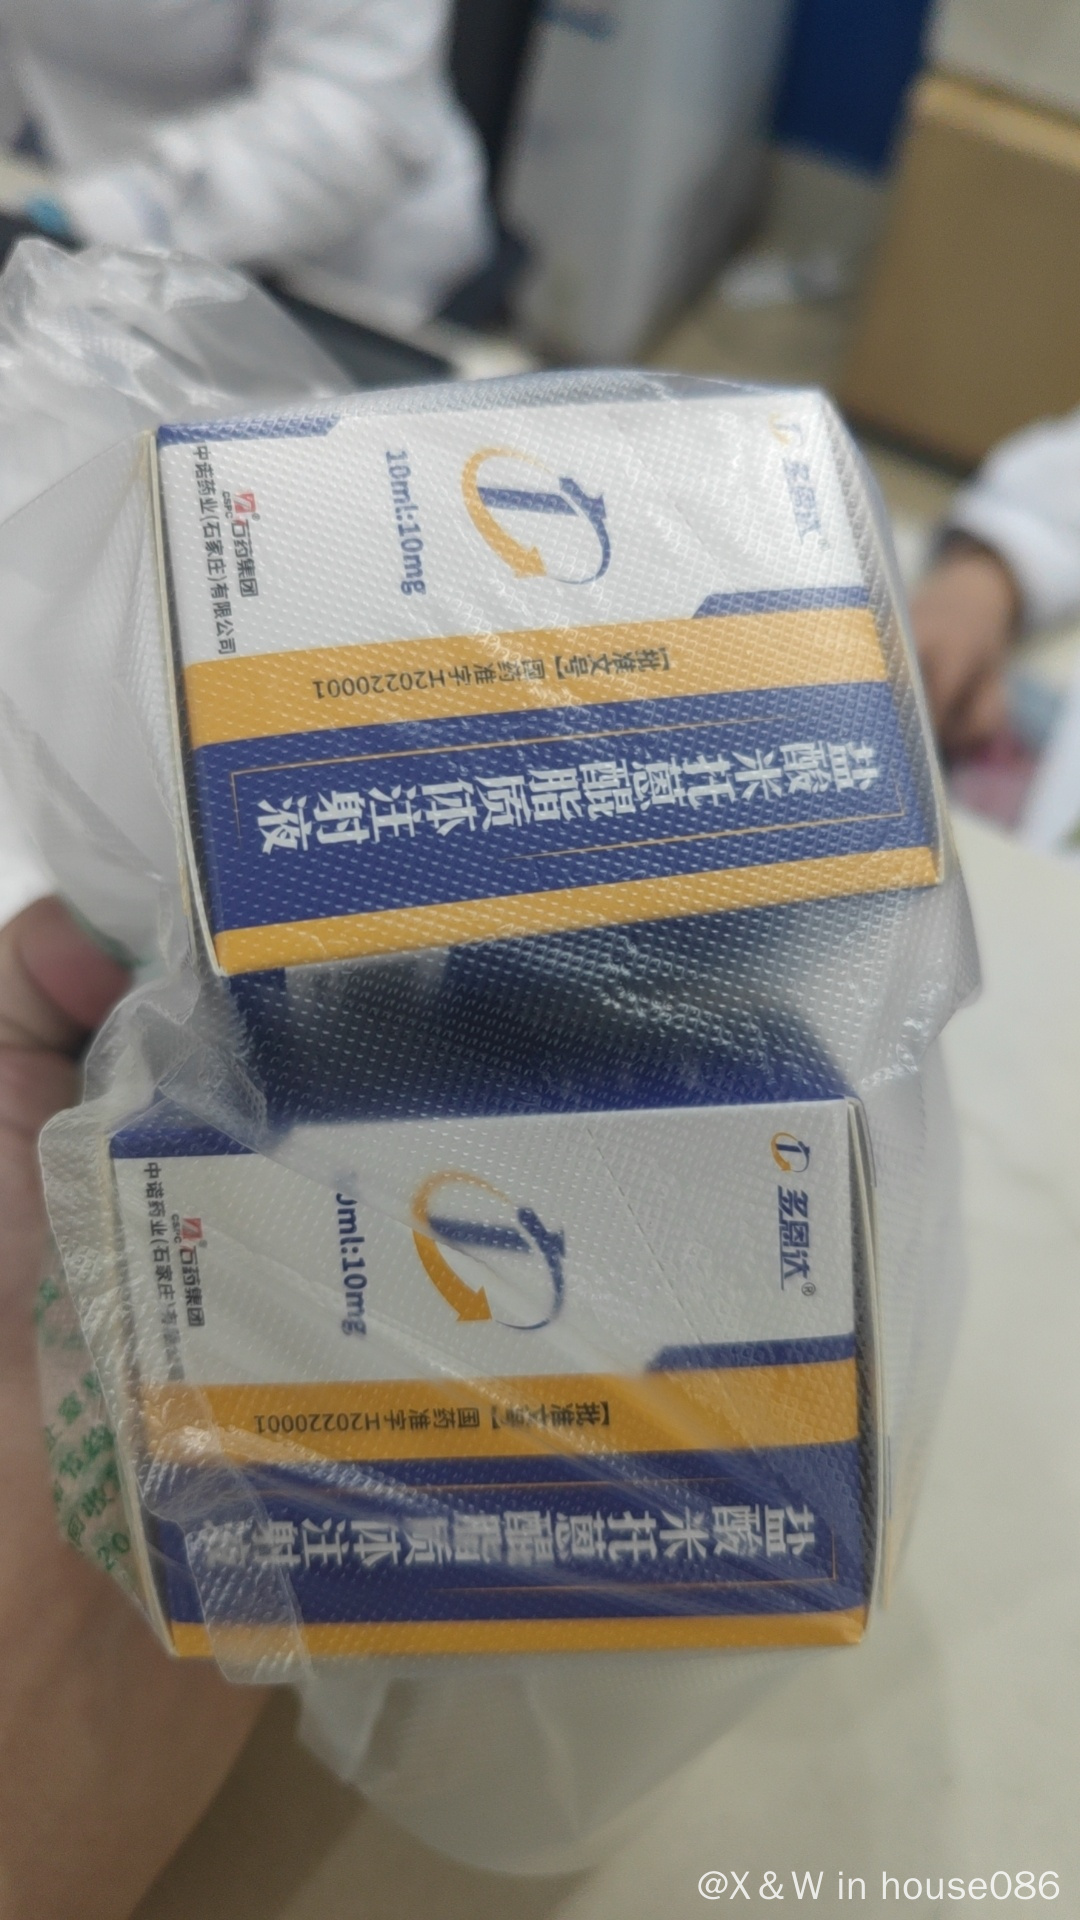 多恩达
10ml:10mg
CSPC
石药集团
中诺药业(石家庄)有限公司
【批准文号】国药准字H20220001
盐酸米托蒽醌脂质体注射液
多恩达®
ml:10mg
CSPC
石药集团
中诺药业(石家庄)有
【批准文号】国药准字H20220001
盐酸米托蒽醌脂质体注射液
@X & W in house086